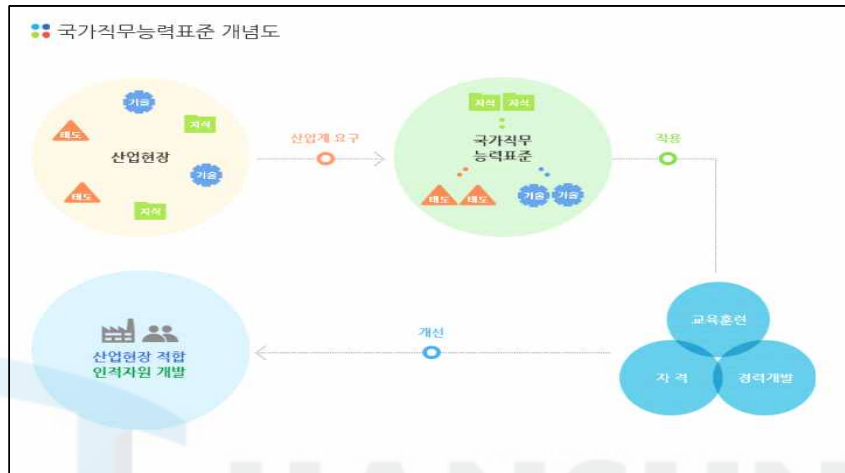 국가직무능력표준 개념도
기술
지식
태도
산업현장
기술
태도
지식
산업계 요구
지식 지식
국가직무
능력표준
태도 태도
기술 기술
적용
교육훈련
자 격
경력개발
개선
산업현장 적합
인적자원 개발